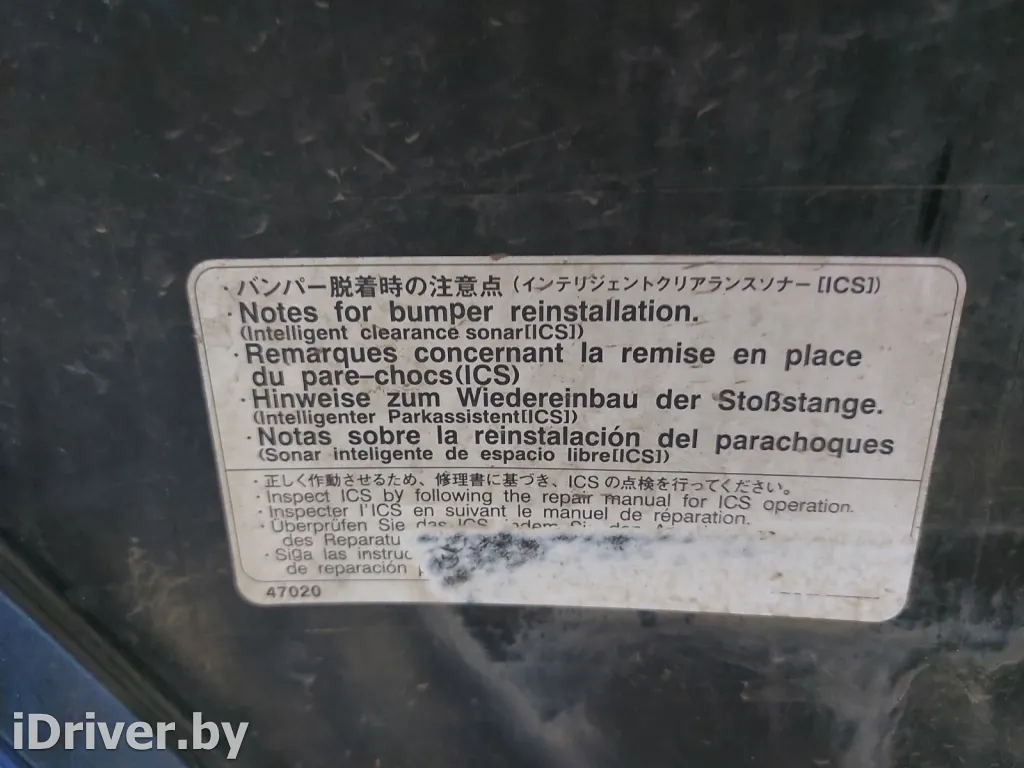 ・バンパー脱着時の注意点(インテリジェントクリアランスソナー[ICS])
・Notes for bumper reinstallation.
(Intelligent clearance sonar[ICS])
・Remarques concernant la remise en place
du pare-chocs(ICS)
・Hinweise zum Wiedereinbau der Stoßstange.
(Intelligenter Parkassistent[ICS])
・Notas sobre la reinstalación del parachoques
(Sonar inteligente de espacio libre[ICS])
・正しく作動させるため、修理書に基づき、ICSの点検を行ってください。
・Inspect ICS by following the repair manual for ICS operation.
・Inspecter l'ICS en suivant le manuel de réparation.
・Überprüfen Sie das ICS
des
・Siga las
de reparación
47020
iDriver.by